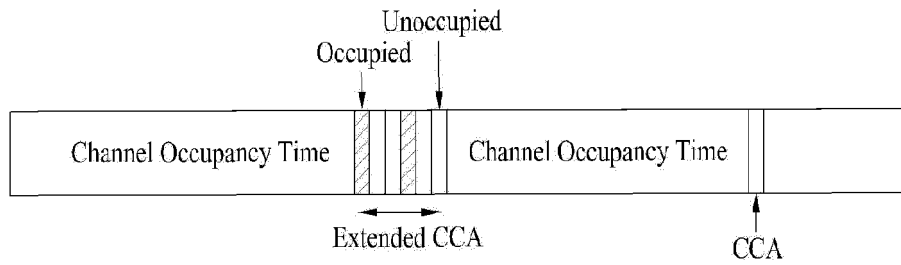 Unoccupied
Occupied
Channel Occupancy Time
Channel Occupancy Time
Extended CCA
CCA